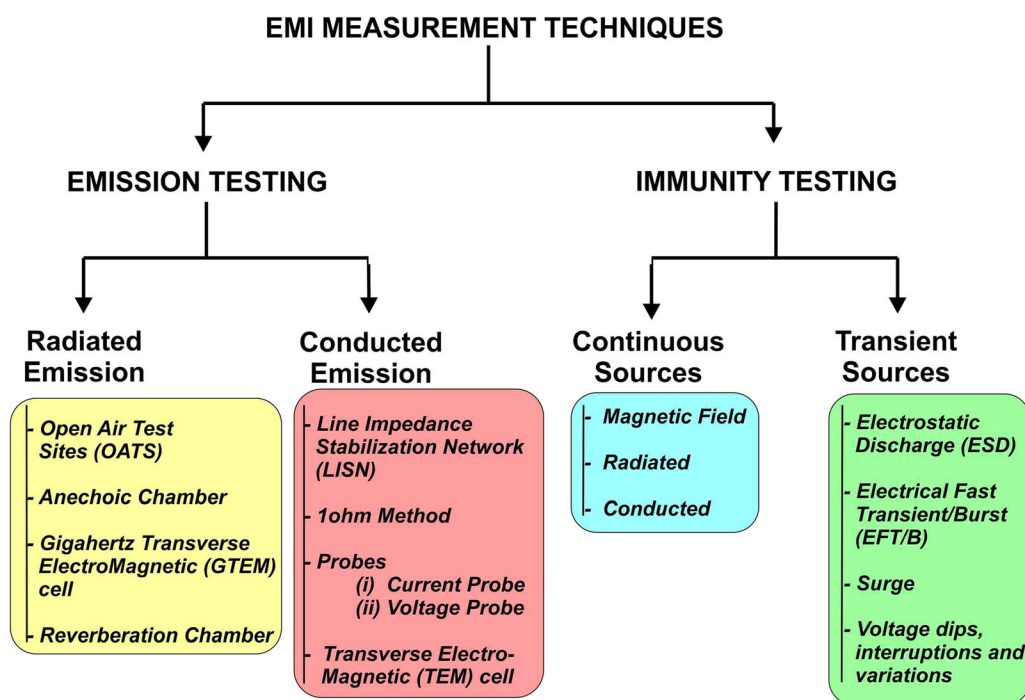 EMI MEASUREMENT TECHNIQUES
EMISSION TESTING
IMMUNITY TESTING
Radiated
Emission
- Open Air Test
Sites (OATS)
- Anechoic Chamber
- Gigahertz Transverse
ElectroMagnetic (GTEM)
cell
- Reverberation Chamber
Conducted
Emission
- Line Impedance
Stabilization Network
(LISN)
- 1ohm Method
- Probes
(i) Current Probe
(ii) Voltage Probe
- Transverse Electro-
Magnetic (TEM) cell
Continuous
Sources
- Magnetic Field
- Radiated
- Conducted
Transient
Sources
- Electrostatic
Discharge (ESD)
- Electrical Fast
Transient/Burst
(EFT/B)
- Surge
- Voltage dips,
interruptions and
variations